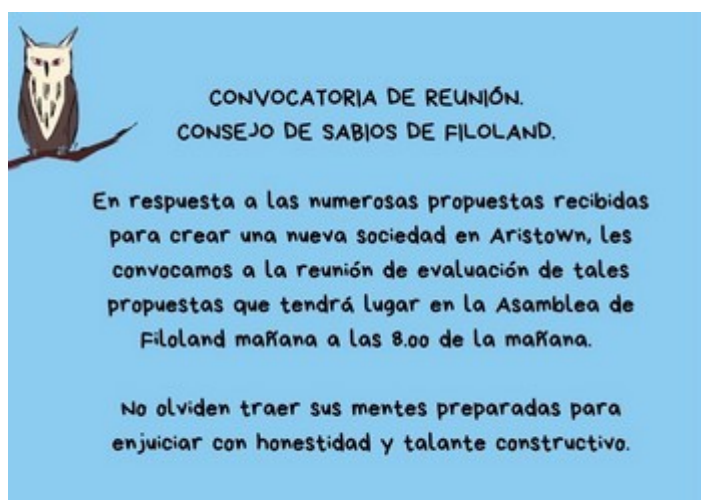 CONVOCATORIA DE REUNIÓN.
CONSEJO DE SABIOS DE FILOLAND.
En respuesta a las numerosas propuestas recibidas
para crear una nueva sociedad en Aristown, les
convocamos a la reunión de evaluación de tales
propuestas que tendrá lugar en la Asamblea de
Filoland mañana a las 8.00 de la mañana.
No olviden traer sus mentes preparadas para
enjuiciar con honestidad y talante constructivo.